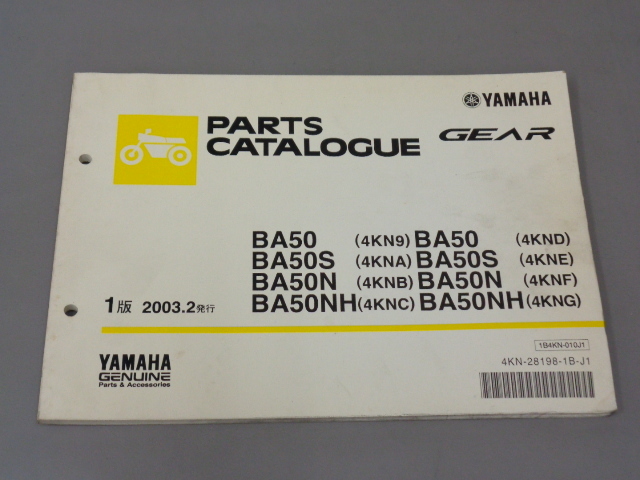 YAMAHA
PARTS
CATALOGUE
GEAR
BA50 (4KN9) BA50 (4KND)
BA50S (4KNA) BA50S (4KNE)
BA50N (4KNB) BA50N (4KNF)
BA50NH (4KNC) BA50NH (4KNG)
1版 2003.2発行
1B4KN-010J1
YAMAHA
GENUINE
Parts & Accessories
4KN-28198-1B-J1